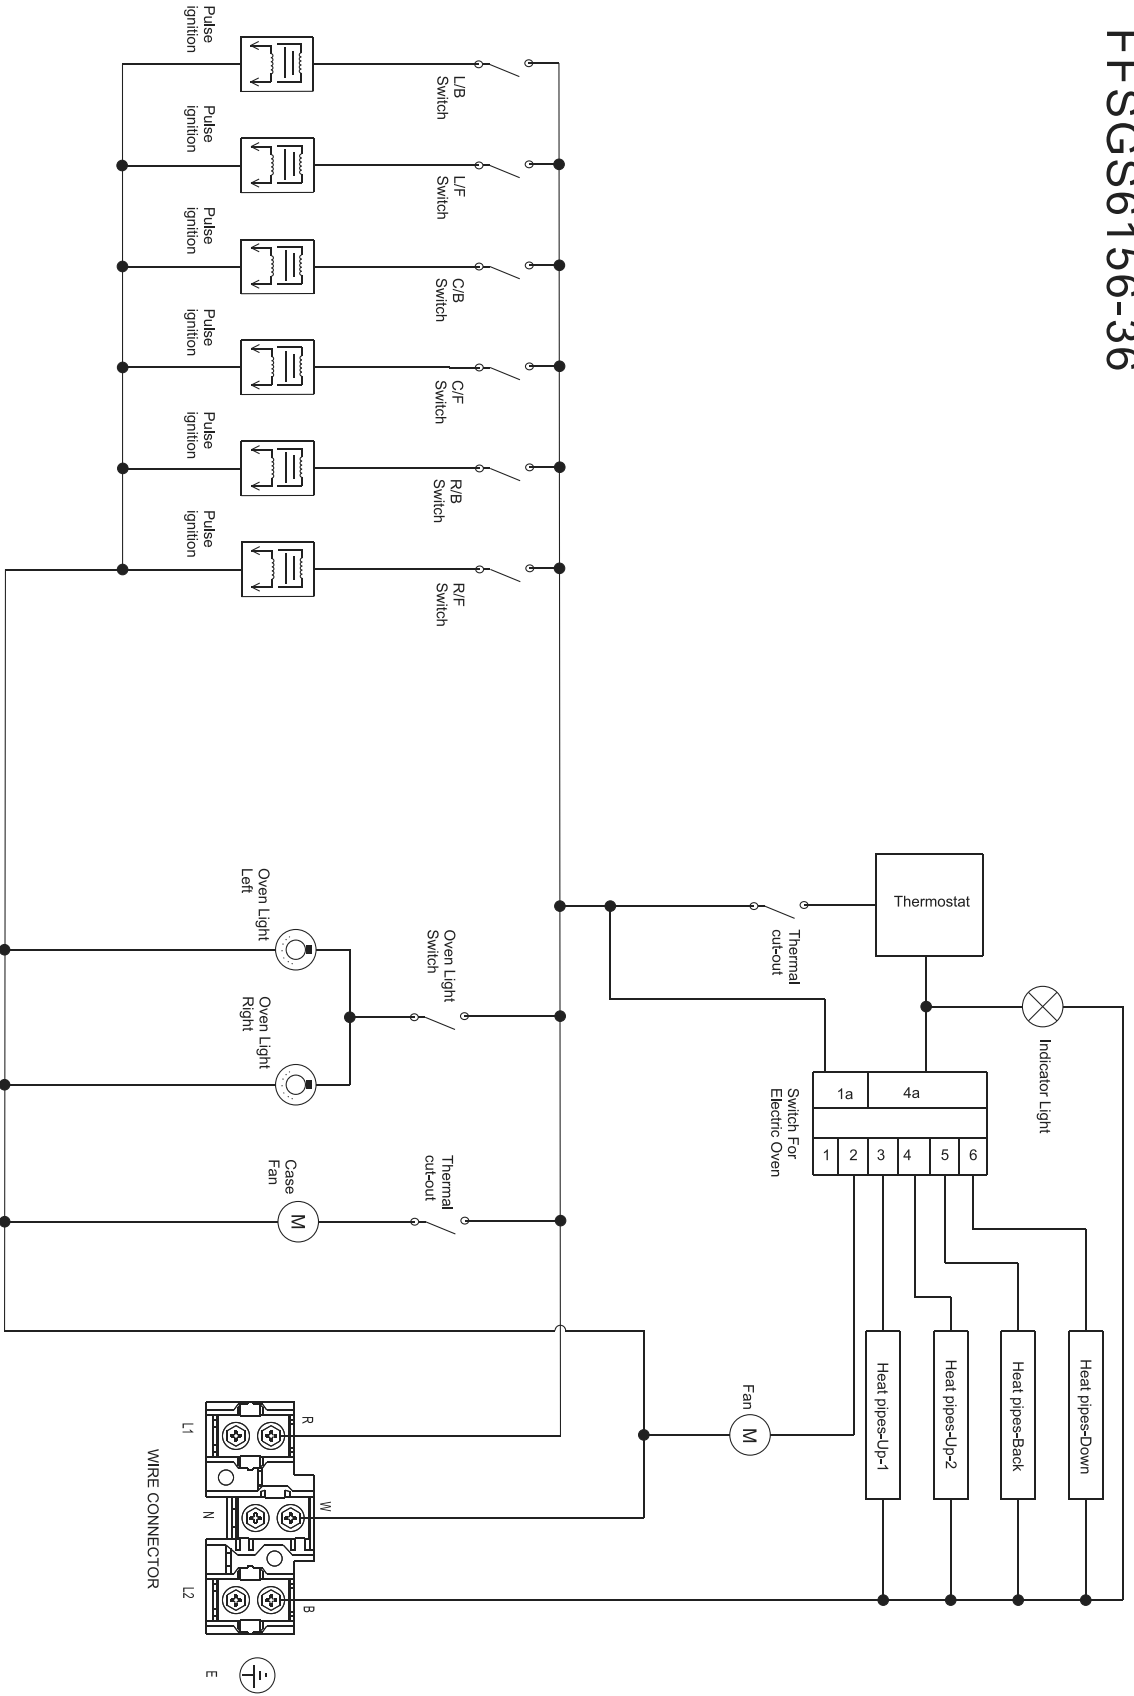 FFSGS6156-36
Pulse
ignition
L/B
Switch
Pulse
ignition
L/F
Switch
Pulse
ignition
C/B
Switch
Pulse
ignition
C/F
Switch
Pulse
ignition
R/B
Switch
Pulse
ignition
R/F
Switch
Thermostat
Thermal
cut-out
Indicator Light
Oven Light
Left
Oven Light
Switch
Oven Light
Right
1a
4a
Switch For
Electric Oven
1
2
3
4
5
6
Case
Fan
M
Thermal
cut-out
Fan
M
Heat pipes-Up-1
Heat pipes-Up-2
Heat pipes-Back
Heat pipes-Down
R
L1
W
N
B
L2
WIRE CONNECTOR
E